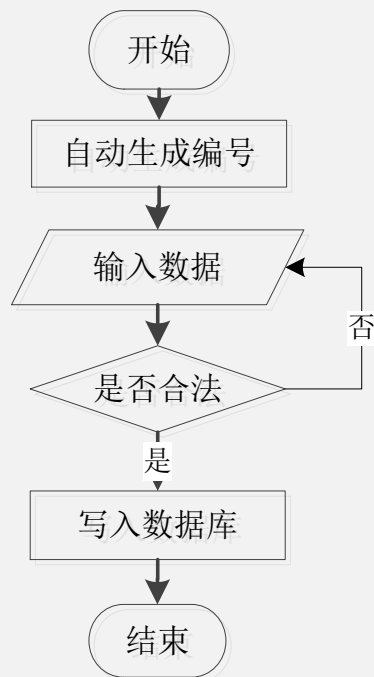 开始
自动生成编号
输入数据
否
是否合法
是
写入数据库
结束